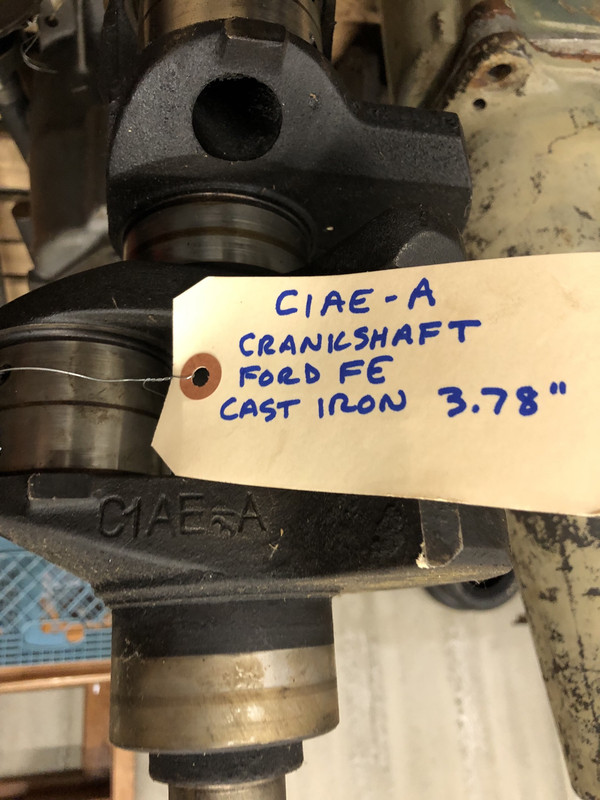 C1AE-A
CRANKSHAFT
FORD FE
CAST IRON 3.78"
C1AE-A